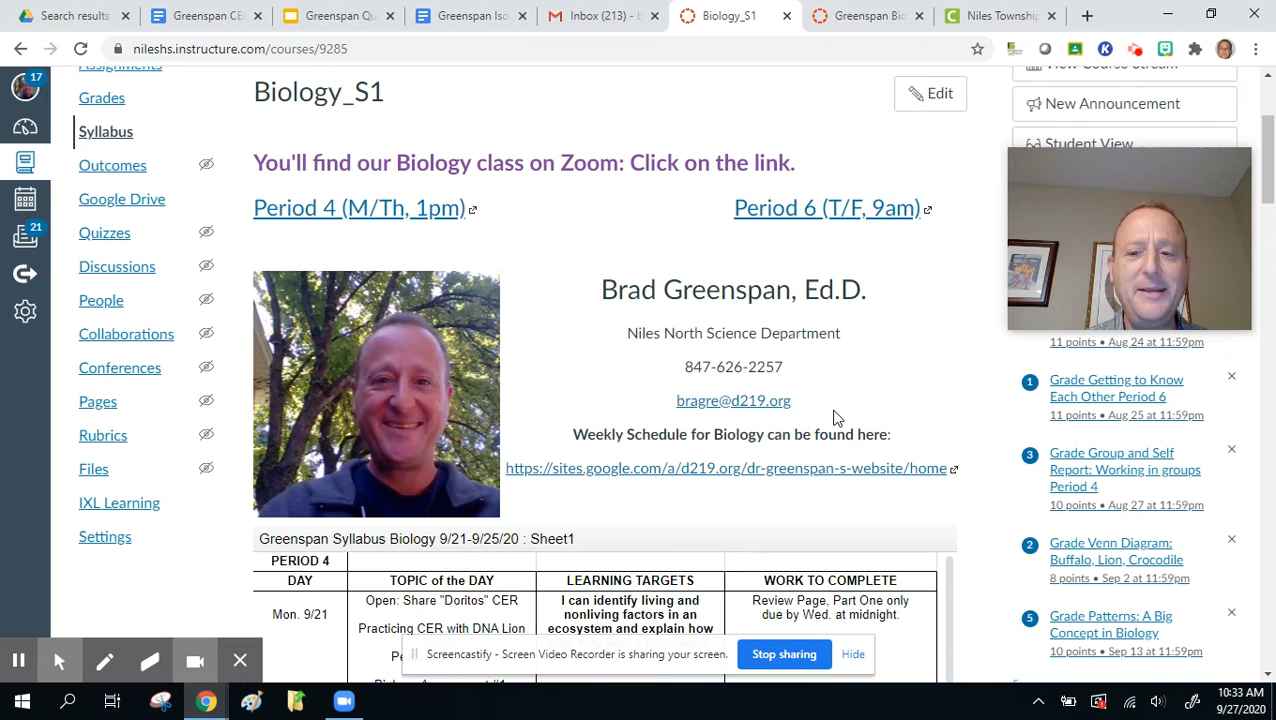 Search results
Greenspan CE
Greenspan Qu
Greenspan Iso
Inbox (213) - b
Biology_S1
Greenspan Bio
Niles Township
nileshs.instructure.com/courses/9285
17
21
Assignments
Grades
Syllabus
Outcomes
Google Drive
Quizzes
Discussions
People
Collaborations
Conferences
Pages
Rubrics
Files
IXL Learning
Settings
Biology_S1
Edit
You'll find our Biology class on Zoom: Click on the link.
Period 4 (M/Th, 1pm)
Period 6 (T/F, 9am)
Brad Greenspan, Ed.D.
Niles North Science Department
847-626-2257
bragre@d219.org
Weekly Schedule for Biology can be found here:
https://sites.google.com/a/d219.org/dr-greenspan-s-website/home
Greenspan Syllabus Biology 9/21-9/25/20 : Sheet1
PERIOD 4
DAY TOPIC of the DAY LEARNING TARGETS WORK TO COMPLETE
Mon. 9/21
Open: Share "Doritos" CER
Practicing CER with DNA Lion
Pe
I can identify living and
nonliving factors in an
ecosystem and explain how
Review Page, Part One only
due by Wed. at midnight.
View Course Stream
New Announcement
Student View
11 points • Aug 24 at 11:59pm
1
Grade Getting to Know
Each Other Period 6
11 points • Aug 25 at 11:59pm
3
Grade Group and Self
Report: Working in groups
Period 4
10 points • Aug 27 at 11:59pm
2
Grade Venn Diagram:
Buffalo, Lion, Crocodile
8 points • Sep 2 at 11:59pm
5
Grade Patterns: A Big
Concept in Biology
10 points • Sep 13 at 11:59pm
Screencastify - Screen Video Recorder is sharing your screen.
Stop sharing
Hide
10:33 AM
9/27/2020